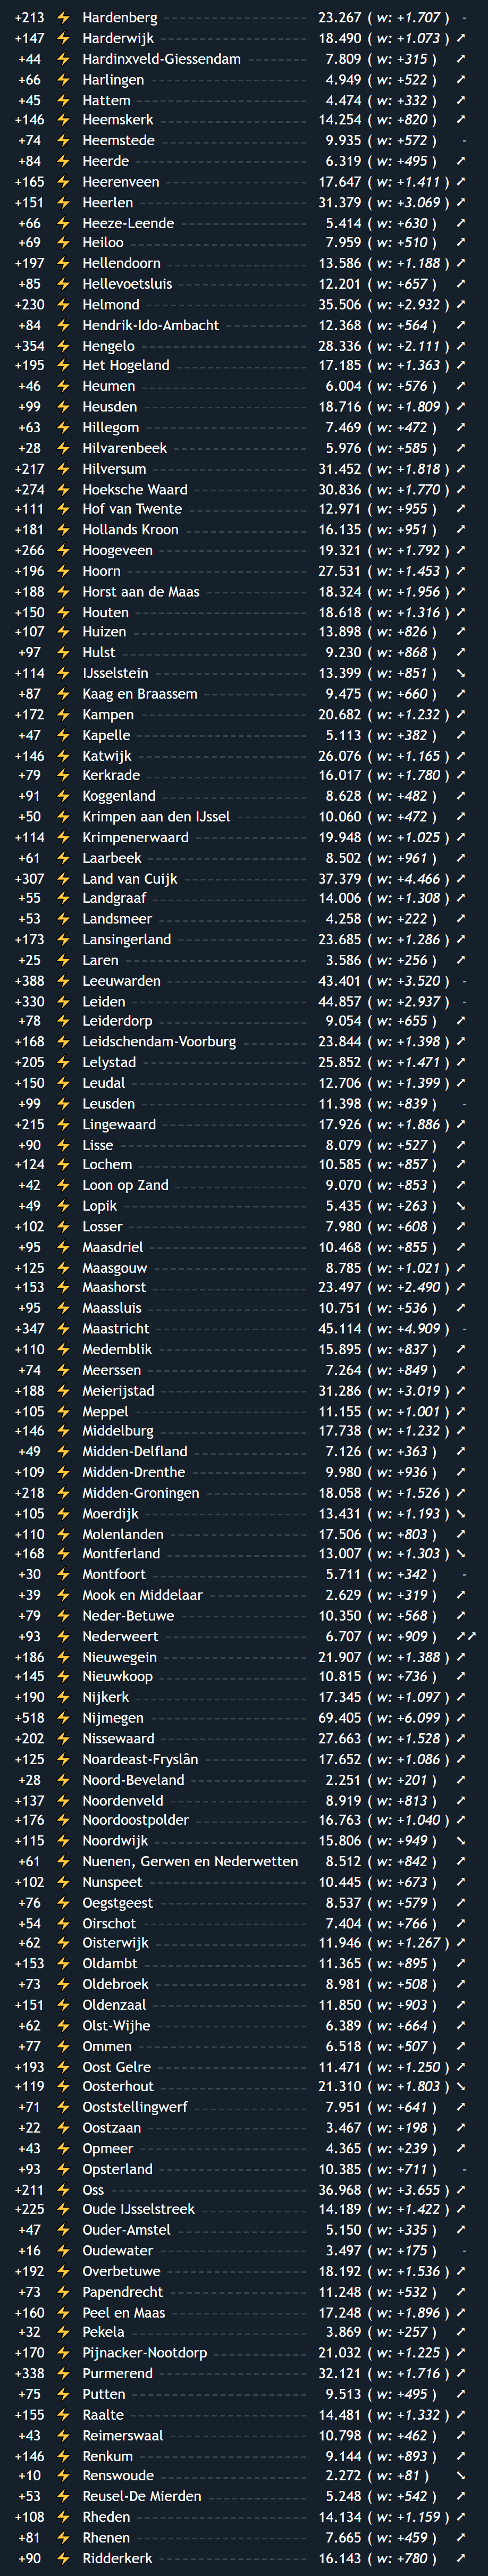 +213 ⚡ Hardenberg 23.267 ( w: +1.707 ) -
+147 ⚡ Harderwijk 18.490 ( w: +1.073 ) ➚
+44 ⚡ Hardinxveld-Giessendam 7.809 ( w: +315 ) ➚
+66 ⚡ Harlingen 4.949 ( w: +522 ) ➚
+45 ⚡ Hattem 4.474 ( w: +332 ) ➚
+146 ⚡ Heemskerk 14.254 ( w: +820 ) ➚
+74 ⚡ Heemstede 9.935 ( w: +572 ) -
+84 ⚡ Heerde 6.319 ( w: +495 ) ➚
+165 ⚡ Heerenveen 17.647 ( w: +1.411 ) ➚
+151 ⚡ Heerlen 31.379 ( w: +3.069 ) ➚
+66 ⚡ Heeze-Leende 5.414 ( w: +630 ) ➚
+69 ⚡ Heiloo 7.959 ( w: +510 ) ➚
+197 ⚡ Hellendoorn 13.586 ( w: +1.188 ) ➚
+85 ⚡ Hellevoetsluis 12.201 ( w: +657 ) ➚
+230 ⚡ Helmond 35.506 ( w: +2.932 ) ➚
+84 ⚡ Hendrik-Ido-Ambacht 12.368 ( w: +564 ) ➚
+354 ⚡ Hengelo 28.336 ( w: +2.111 ) ➚
+195 ⚡ Het Hogeland 17.185 ( w: +1.363 ) ➚
+46 ⚡ Heumen 6.004 ( w: +576 ) ➚
+99 ⚡ Heusden 18.716 ( w: +1.809 ) ➚
+63 ⚡ Hillegom 7.469 ( w: +472 ) ➚
+28 ⚡ Hilvarenbeek 5.976 ( w: +585 ) ➚
+217 ⚡ Hilversum 31.452 ( w: +1.818 ) ➚
+274 ⚡ Hoeksche Waard 30.836 ( w: +1.770 ) ➚
+111 ⚡ Hof van Twente 12.971 ( w: +955 ) ➚
+181 ⚡ Hollands Kroon 16.135 ( w: +951 ) ➚
+266 ⚡ Hoogeveen 19.321 ( w: +1.792 ) ➚
+196 ⚡ Hoorn 27.531 ( w: +1.453 ) ➚
+188 ⚡ Horst aan de Maas 18.324 ( w: +1.956 ) ➚
+150 ⚡ Houten 18.618 ( w: +1.316 ) ➚
+107 ⚡ Huizen 13.898 ( w: +826 ) ➚
+97 ⚡ Hulst 9.230 ( w: +868 ) ➚
+114 ⚡ IJsselstein 13.399 ( w: +851 ) ➘
+87 ⚡ Kaag en Braassem 9.475 ( w: +660 ) ➚
+172 ⚡ Kampen 20.682 ( w: +1.232 ) ➚
+47 ⚡ Kapelle 5.113 ( w: +382 ) ➚
+146 ⚡ Katwijk 26.076 ( w: +1.165 ) ➚
+79 ⚡ Kerkrade 16.017 ( w: +1.780 ) ➚
+91 ⚡ Koggenland 8.628 ( w: +482 ) ➚
+50 ⚡ Krimpen aan den IJssel 10.060 ( w: +472 ) ➚
+114 ⚡ Krimpenerwaard 19.948 ( w: +1.025 ) ➚
+61 ⚡ Laarbeek 8.502 ( w: +961 ) ➚
+307 ⚡ Land van Cuijk 37.379 ( w: +4.466 ) ➚
+55 ⚡ Landgraaf 14.006 ( w: +1.308 ) ➚
+53 ⚡ Landsmeer 4.258 ( w: +222 ) ➚
+173 ⚡ Lansingerland 23.685 ( w: +1.286 ) ➚
+25 ⚡ Laren 3.586 ( w: +256 ) ➚
+388 ⚡ Leeuwarden 43.401 ( w: +3.520 ) -
+330 ⚡ Leiden 44.857 ( w: +2.937 ) -
+78 ⚡ Leiderdorp 9.054 ( w: +655 ) ➚
+168 ⚡ Leidschendam-Voorburg 23.844 ( w: +1.398 ) ➚
+205 ⚡ Lelystad 25.852 ( w: +1.471 ) ➚
+150 ⚡ Leudal 12.706 ( w: +1.399 ) ➚
+99 ⚡ Leusden 11.398 ( w: +839 ) -
+215 ⚡ Lingewaard 17.926 ( w: +1.886 ) ➚
+90 ⚡ Lisse 8.079 ( w: +527 ) ➚
+124 ⚡ Lochem 10.585 ( w: +857 ) ➚
+42 ⚡ Loon op Zand 9.070 ( w: +853 ) ➚
+49 ⚡ Lopik 5.435 ( w: +263 ) ➘
+102 ⚡ Losser 7.980 ( w: +608 ) ➚
+95 ⚡ Maasdriel 10.468 ( w: +855 ) ➚
+125 ⚡ Maasgouw 8.785 ( w: +1.021 ) ➚
+153 ⚡ Maashorst 23.497 ( w: +2.490 ) ➚
+95 ⚡ Maassluis 10.751 ( w: +536 ) ➚
+347 ⚡ Maastricht 45.114 ( w: +4.909 ) -
+110 ⚡ Medemblik 15.895 ( w: +837 ) ➚
+74 ⚡ Meerssen 7.264 ( w: +849 ) ➚
+188 ⚡ Meierijstad 31.286 ( w: +3.019 ) ➚
+105 ⚡ Meppel 11.155 ( w: +1.001 ) ➚
+146 ⚡ Middelburg 17.738 ( w: +1.232 ) ➚
+49 ⚡ Midden-Delfland 7.126 ( w: +363 ) ➚
+109 ⚡ Midden-Drenthe 9.980 ( w: +936 ) ➚
+218 ⚡ Midden-Groningen 18.058 ( w: +1.526 ) ➚
+105 ⚡ Moerdijk 13.431 ( w: +1.193 ) ➘
+110 ⚡ Molenlanden 17.506 ( w: +803 ) ➚
+168 ⚡ Montferland 13.007 ( w: +1.303 ) ➘
+30 ⚡ Montfoort 5.711 ( w: +342 ) -
+39 ⚡ Mook en Middelaar 2.629 ( w: +319 ) ➚
+79 ⚡ Neder-Betuwe 10.350 ( w: +568 ) ➚
+93 ⚡ Nederweert 6.707 ( w: +909 ) ➚➚
+186 ⚡ Nieuwegein 21.907 ( w: +1.388 ) ➚
+145 ⚡ Nieuwkoop 10.815 ( w: +736 ) ➚
+190 ⚡ Nijkerk 17.345 ( w: +1.097 ) ➚
+518 ⚡ Nijmegen 69.405 ( w: +6.099 ) ➚
+202 ⚡ Nissewaard 27.663 ( w: +1.528 ) ➚
+125 ⚡ Noardeast-Fryslân 17.652 ( w: +1.086 ) ➚
+28 ⚡ Noord-Beveland 2.251 ( w: +201 ) ➚
+137 ⚡ Noordenveld 8.919 ( w: +813 ) ➚
+176 ⚡ Noordoostpolder 16.763 ( w: +1.040 ) ➚
+115 ⚡ Noordwijk 15.806 ( w: +949 ) ➘
+61 ⚡ Nuenen, Gerwen en Nederwetten 8.512 ( w: +842 ) ➚
+102 ⚡ Nunspeet 10.445 ( w: +673 ) ➚
+76 ⚡ Oegstgeest 8.537 ( w: +579 ) ➚
+54 ⚡ Oirschot 7.404 ( w: +766 ) ➚
+62 ⚡ Oisterwijk 11.946 ( w: +1.267 ) ➚
+153 ⚡ Oldambt 11.365 ( w: +895 ) ➚
+73 ⚡ Oldebroek 8.981 ( w: +508 ) ➚
+151 ⚡ Oldenzaal 11.850 ( w: +903 ) ➚
+62 ⚡ Olst-Wijhe 6.389 ( w: +664 ) ➚
+77 ⚡ Ommen 6.518 ( w: +507 ) ➚
+193 ⚡ Oost Gelre 11.471 ( w: +1.250 ) ➚
+119 ⚡ Oosterhout 21.310 ( w: +1.803 ) ➘
+71 ⚡ Ooststellingwerf 7.951 ( w: +641 ) ➚
+22 ⚡ Oostzaan 3.467 ( w: +198 ) ➚
+43 ⚡ Opmeer 4.365 ( w: +239 ) ➚
+93 ⚡ Opsterland 10.385 ( w: +711 ) -
+211 ⚡ Oss 36.968 ( w: +3.655 ) ➚
+225 ⚡ Oude IJsselstreek 14.189 ( w: +1.422 ) ➚
+47 ⚡ Ouder-Amstel 5.150 ( w: +335 ) ➚
+16 ⚡ Oudewater 3.497 ( w: +175 ) -
+192 ⚡ Overbetuwe 18.192 ( w: +1.536 ) ➚
+73 ⚡ Papendrecht 11.248 ( w: +532 ) ➚
+160 ⚡ Peel en Maas 17.248 ( w: +1.896 ) ➚
+32 ⚡ Pekela 3.869 ( w: +257 ) ➚
+170 ⚡ Pijnacker-Nootdorp 21.032 ( w: +1.225 ) ➚
+338 ⚡ Purmerend 32.121 ( w: +1.716 ) ➚
+75 ⚡ Putten 9.513 ( w: +495 ) ➚
+155 ⚡ Raalte 14.481 ( w: +1.332 ) ➚
+43 ⚡ Reimerswaal 10.798 ( w: +462 ) ➚
+146 ⚡ Renkum 9.144 ( w: +893 ) ➚
+10 ⚡ Renswoude 2.272 ( w: +81 ) ➘
+53 ⚡ Reusel-De Mierden 5.248 ( w: +542 ) ➚
+108 ⚡ Rheden 14.134 ( w: +1.159 ) ➚
+81 ⚡ Rhenen 7.665 ( w: +459 ) ➚
+90 ⚡ Ridderkerk 16.143 ( w: +780 ) ➚